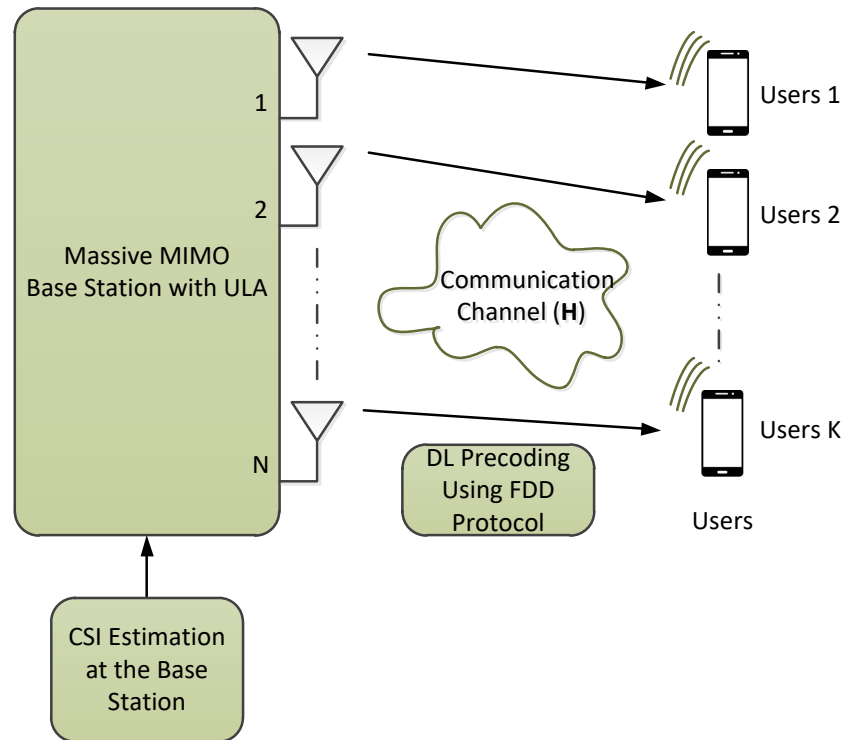 1
Users 1
2
Users 2
Massive MIMO
Base Station with ULA
Communication
Channel (H)
N
Users K
DL Precoding
Using FDD
Protocol
Users
CSI Estimation
at the Base
Station